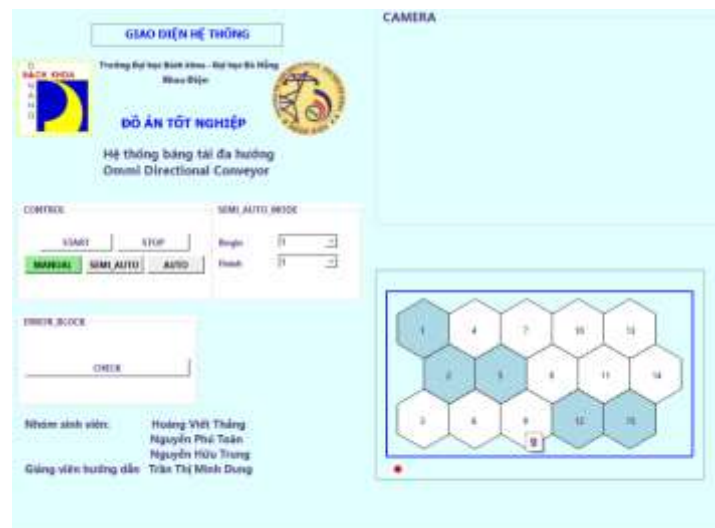 GIAO DIỆN HỆ THỐNG
BÁCH KHOA
Trường Đại học Bách khoa - Đại học Đà Nẵng
Khoa Điện
ĐỒ ÁN TỐT NGHIỆP
Hệ thống băng tải đa hướng
Ommi Directional Conveyor
CONTROL
START STOP
MANUAL SEMI_AUTO AUTO
SEMI_AUTO_MODE
Begin 1
Finish 1
ERROR_BLOCK
CHECK
Nhóm sinh viên: Hoàng Viết Thắng
Nguyễn Phú Toàn
Nguyễn Hữu Trung
Giảng viên hướng dẫn Trần Thị Minh Dung
CAMERA
1 4 7 10 13
2 5 8 11 14
3 6 9 12 15